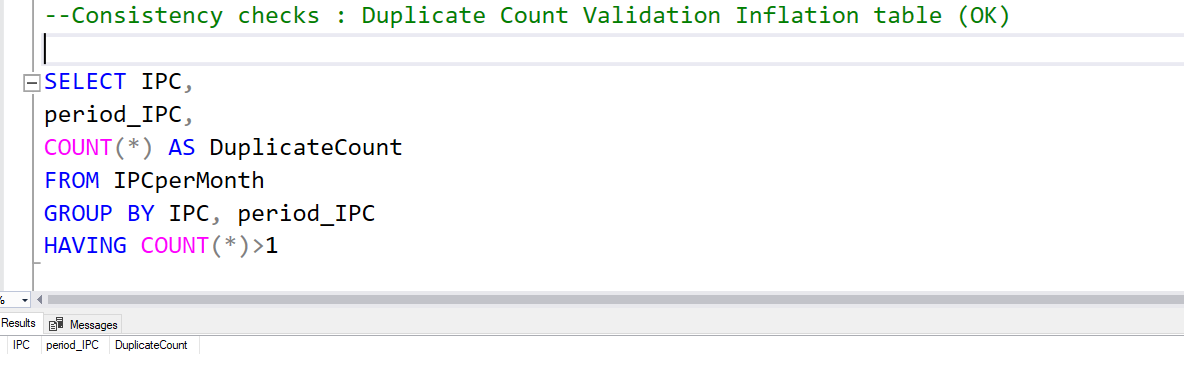 --Consistency checks : Duplicate Count Validation Inflation table (OK)
SELECT IPC,
period_IPC,
COUNT(*) AS DuplicateCount
FROM IPCperMonth
GROUP BY IPC, period_IPC
HAVING COUNT(*)>1
%
Results Messages
IPC period_IPC DuplicateCount